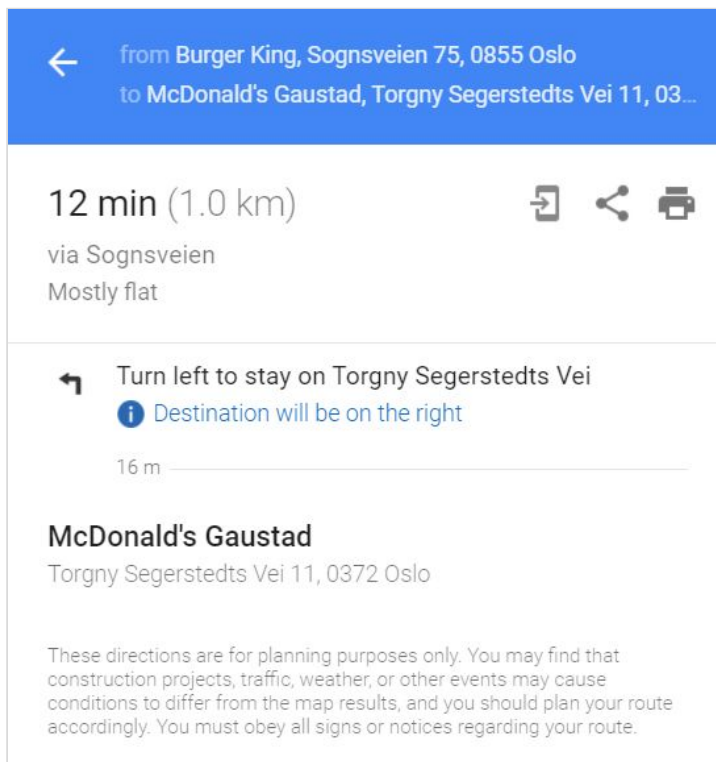 from Burger King, Sognsveien 75, 0855 Oslo
to McDonald's Gaustad, Torgny Segerstedts Vei 11, 03...
12 min (1.0 km)
via Sognsveien
Mostly flat
Turn left to stay on Torgny Segerstedts Vei
Destination will be on the right
16 m
McDonald's Gaustad
Torgny Segerstedts Vei 11, 0372 Oslo
These directions are for planning purposes only. You may find that
construction projects, traffic, weather, or other events may cause
conditions to differ from the map results, and you should plan your route
accordingly. You must obey all signs or notices regarding your route.